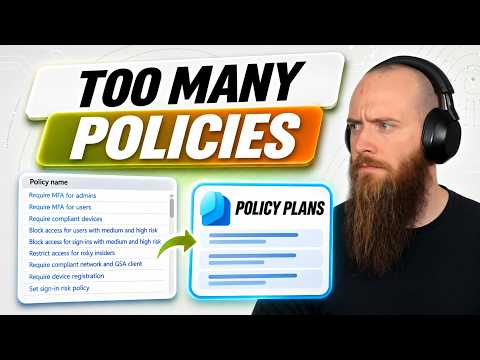 TOO MANY
POLICIES
Policy name
Require MFA for admins
Require MFA for users
Require compliant devices
Block access for users with medium and high risk
Block access for sign-ins with medium and high risk
Restrict access for risky insiders
Require compliant network and GSA client
Require device registration
Set sign-in risk policy
POLICY PLANS